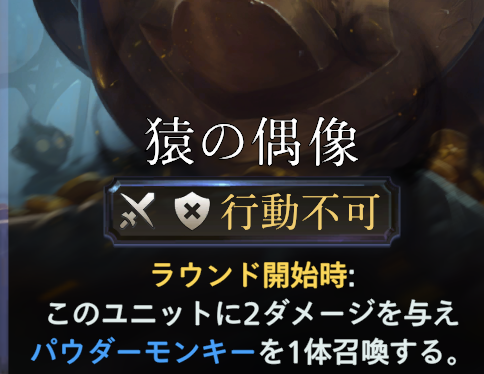 猿の偶像
行動不可
ラウンド開始時:
このユニットに2ダメージを与え
パウダーモンキーを1体召喚する。